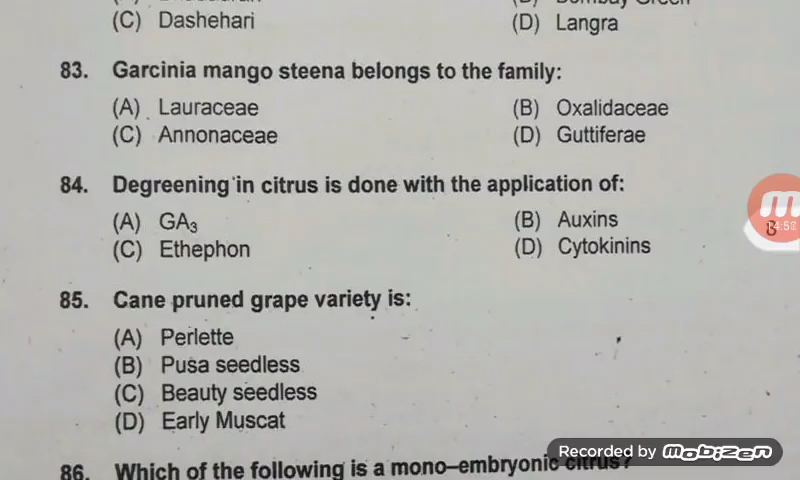 (C) Dashehari (D) Langra
83. Garcinia mango steena belongs to the family:
(A) Lauraceae (B) Oxalidaceae
(C) Annonaceae (D) Guttiferae
84. Degreening in citrus is done with the application of:
(A) GA₃ (B) Auxins
(C) Ethephon (D) Cytokinins
85. Cane pruned grape variety is:
(A) Perlette
(B) Pusa seedless
(C) Beauty seedless
(D) Early Muscat
86. Which of the following is a mono–embryonic citrus?
Recorded by mobizen